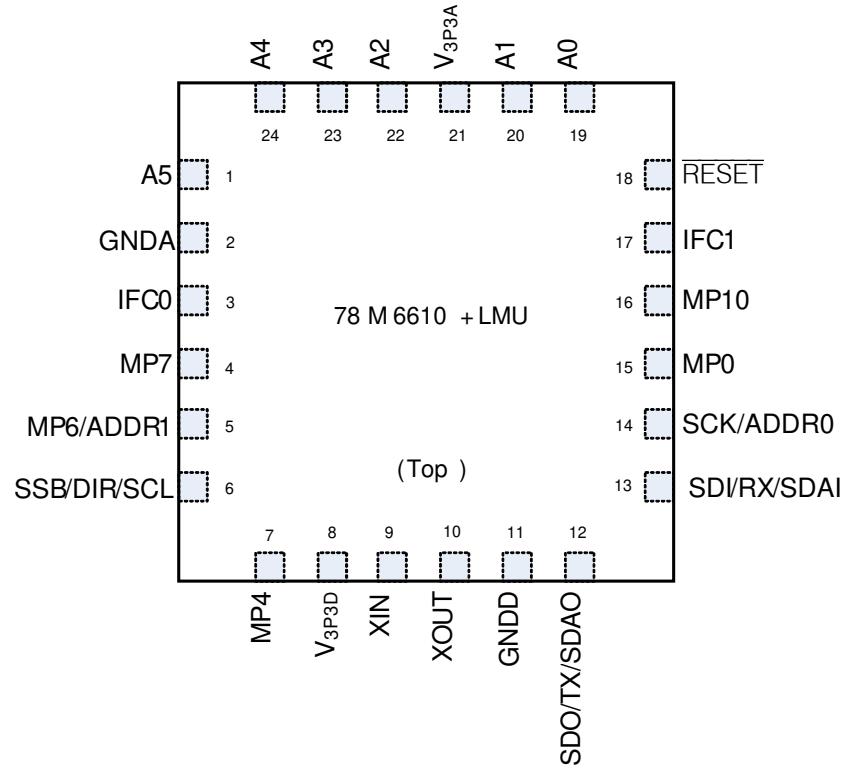 A4 A3 A2 V3P3A A1 A0
24 23 22 21 20 19
A5 1 18 RESET
GNDA 2 17 IFC1
IFC0 3 16 MP10
78 M 6610 + LMU
MP7 4 15 MP0
MP6/ADDR1 5 14 SCK/ADDR0
(Top )
SSB/DIR/SCL 6 13 SDI/RX/SDAI
7 8 9 10 11 12
MP4 V3P3D XIN XOUT GNDD SDO/TX/SDAO